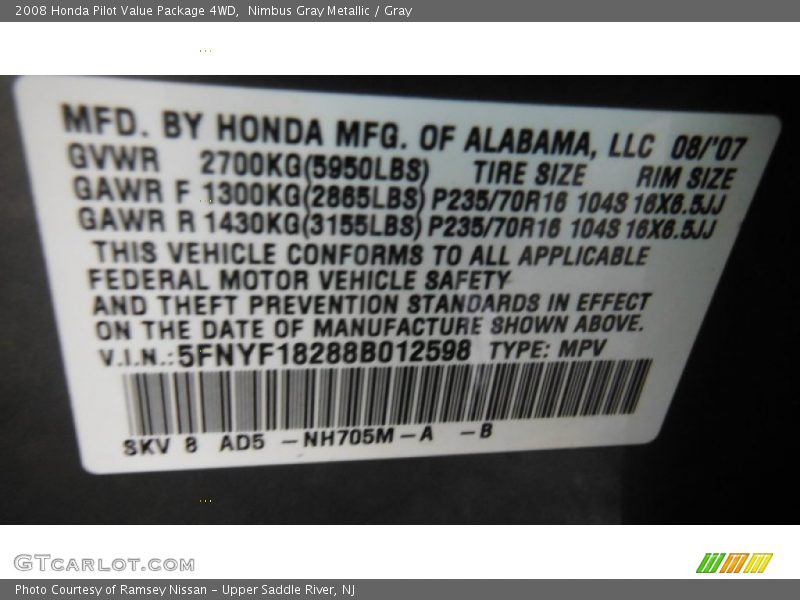 2008 Honda Pilot Value Package 4WD,  Nimbus Gray Metallic / Gray
MFD. BY HONDA MFG. OF ALABAMA, LLC 08/'07
GVWR 2700KG(5950LBS) TIRE SIZE RIM SIZE
GAWR F 1300KG(2865LBS) P235/70R16 104S 16X6.5JJ
GAWR R 1430KG(3155LBS) P235/70R16 104S 16X6.5JJ
THIS VEHICLE CONFORMS TO ALL APPLICABLE
FEDERAL MOTOR VEHICLE SAFETY
AND THEFT PREVENTION STANDARDS IN EFFECT
ON THE DATE OF MANUFACTURE SHOWN ABOVE.
V.I.N.: 5FNYF18288B012598 TYPE: MPV
SKV 8 AD5 -NH705M-A -B
GTCARLOT.COM
Photo Courtesy of Ramsey Nissan - Upper Saddle River, NJ